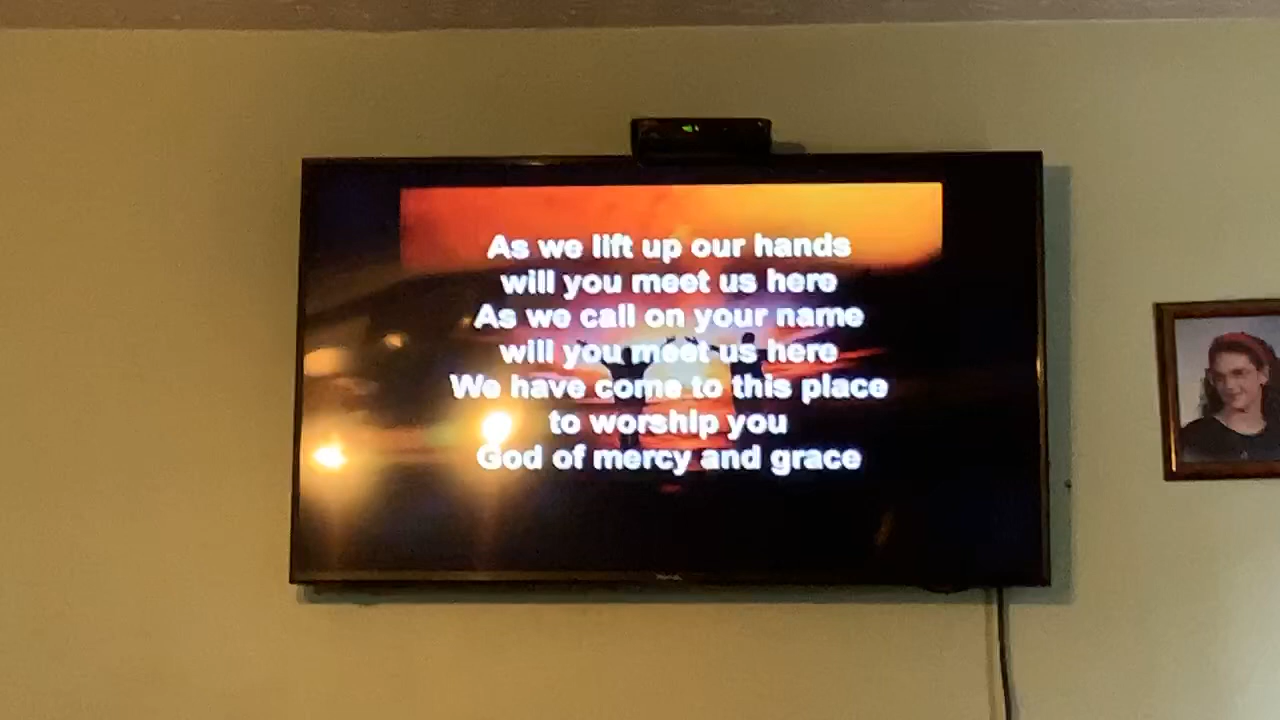 As we lift up our hands
will you meet us here
As we call on your name
will you meet us here
We have come to this place
to worship you
God of mercy and grace